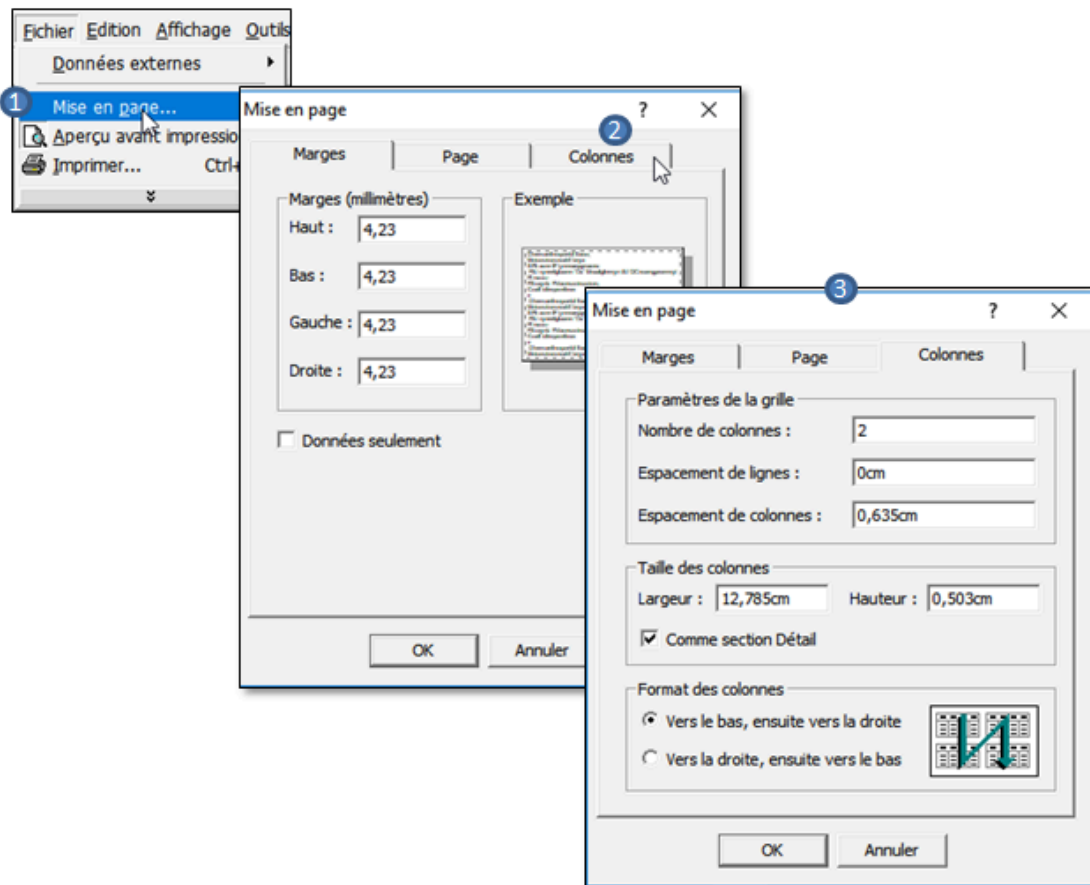 Fichier Edition Affichage Outils
Données externes
1
Mise en page...
Aperçu avant impressio
Imprimer... Ctrl+
Mise en page ?
2
Marges Page Colonnes
Marges (millimètres)
Haut : 4,23
Bas : 4,23
Gauche : 4,23
Droite : 4,23
Exemple
Données seulement
OK Annuler
3
Mise en page ?
Marges Page Colonnes
Paramètres de la grille
Nombre de colonnes : 2
Espacement de lignes : 0cm
Espacement de colonnes : 0,635cm
Taille des colonnes
Largeur : 12,785cm Hauteur : 0,503cm
Comme section Détail
Format des colonnes
Vers le bas, ensuite vers la droite
Vers la droite, ensuite vers le bas
OK Annuler